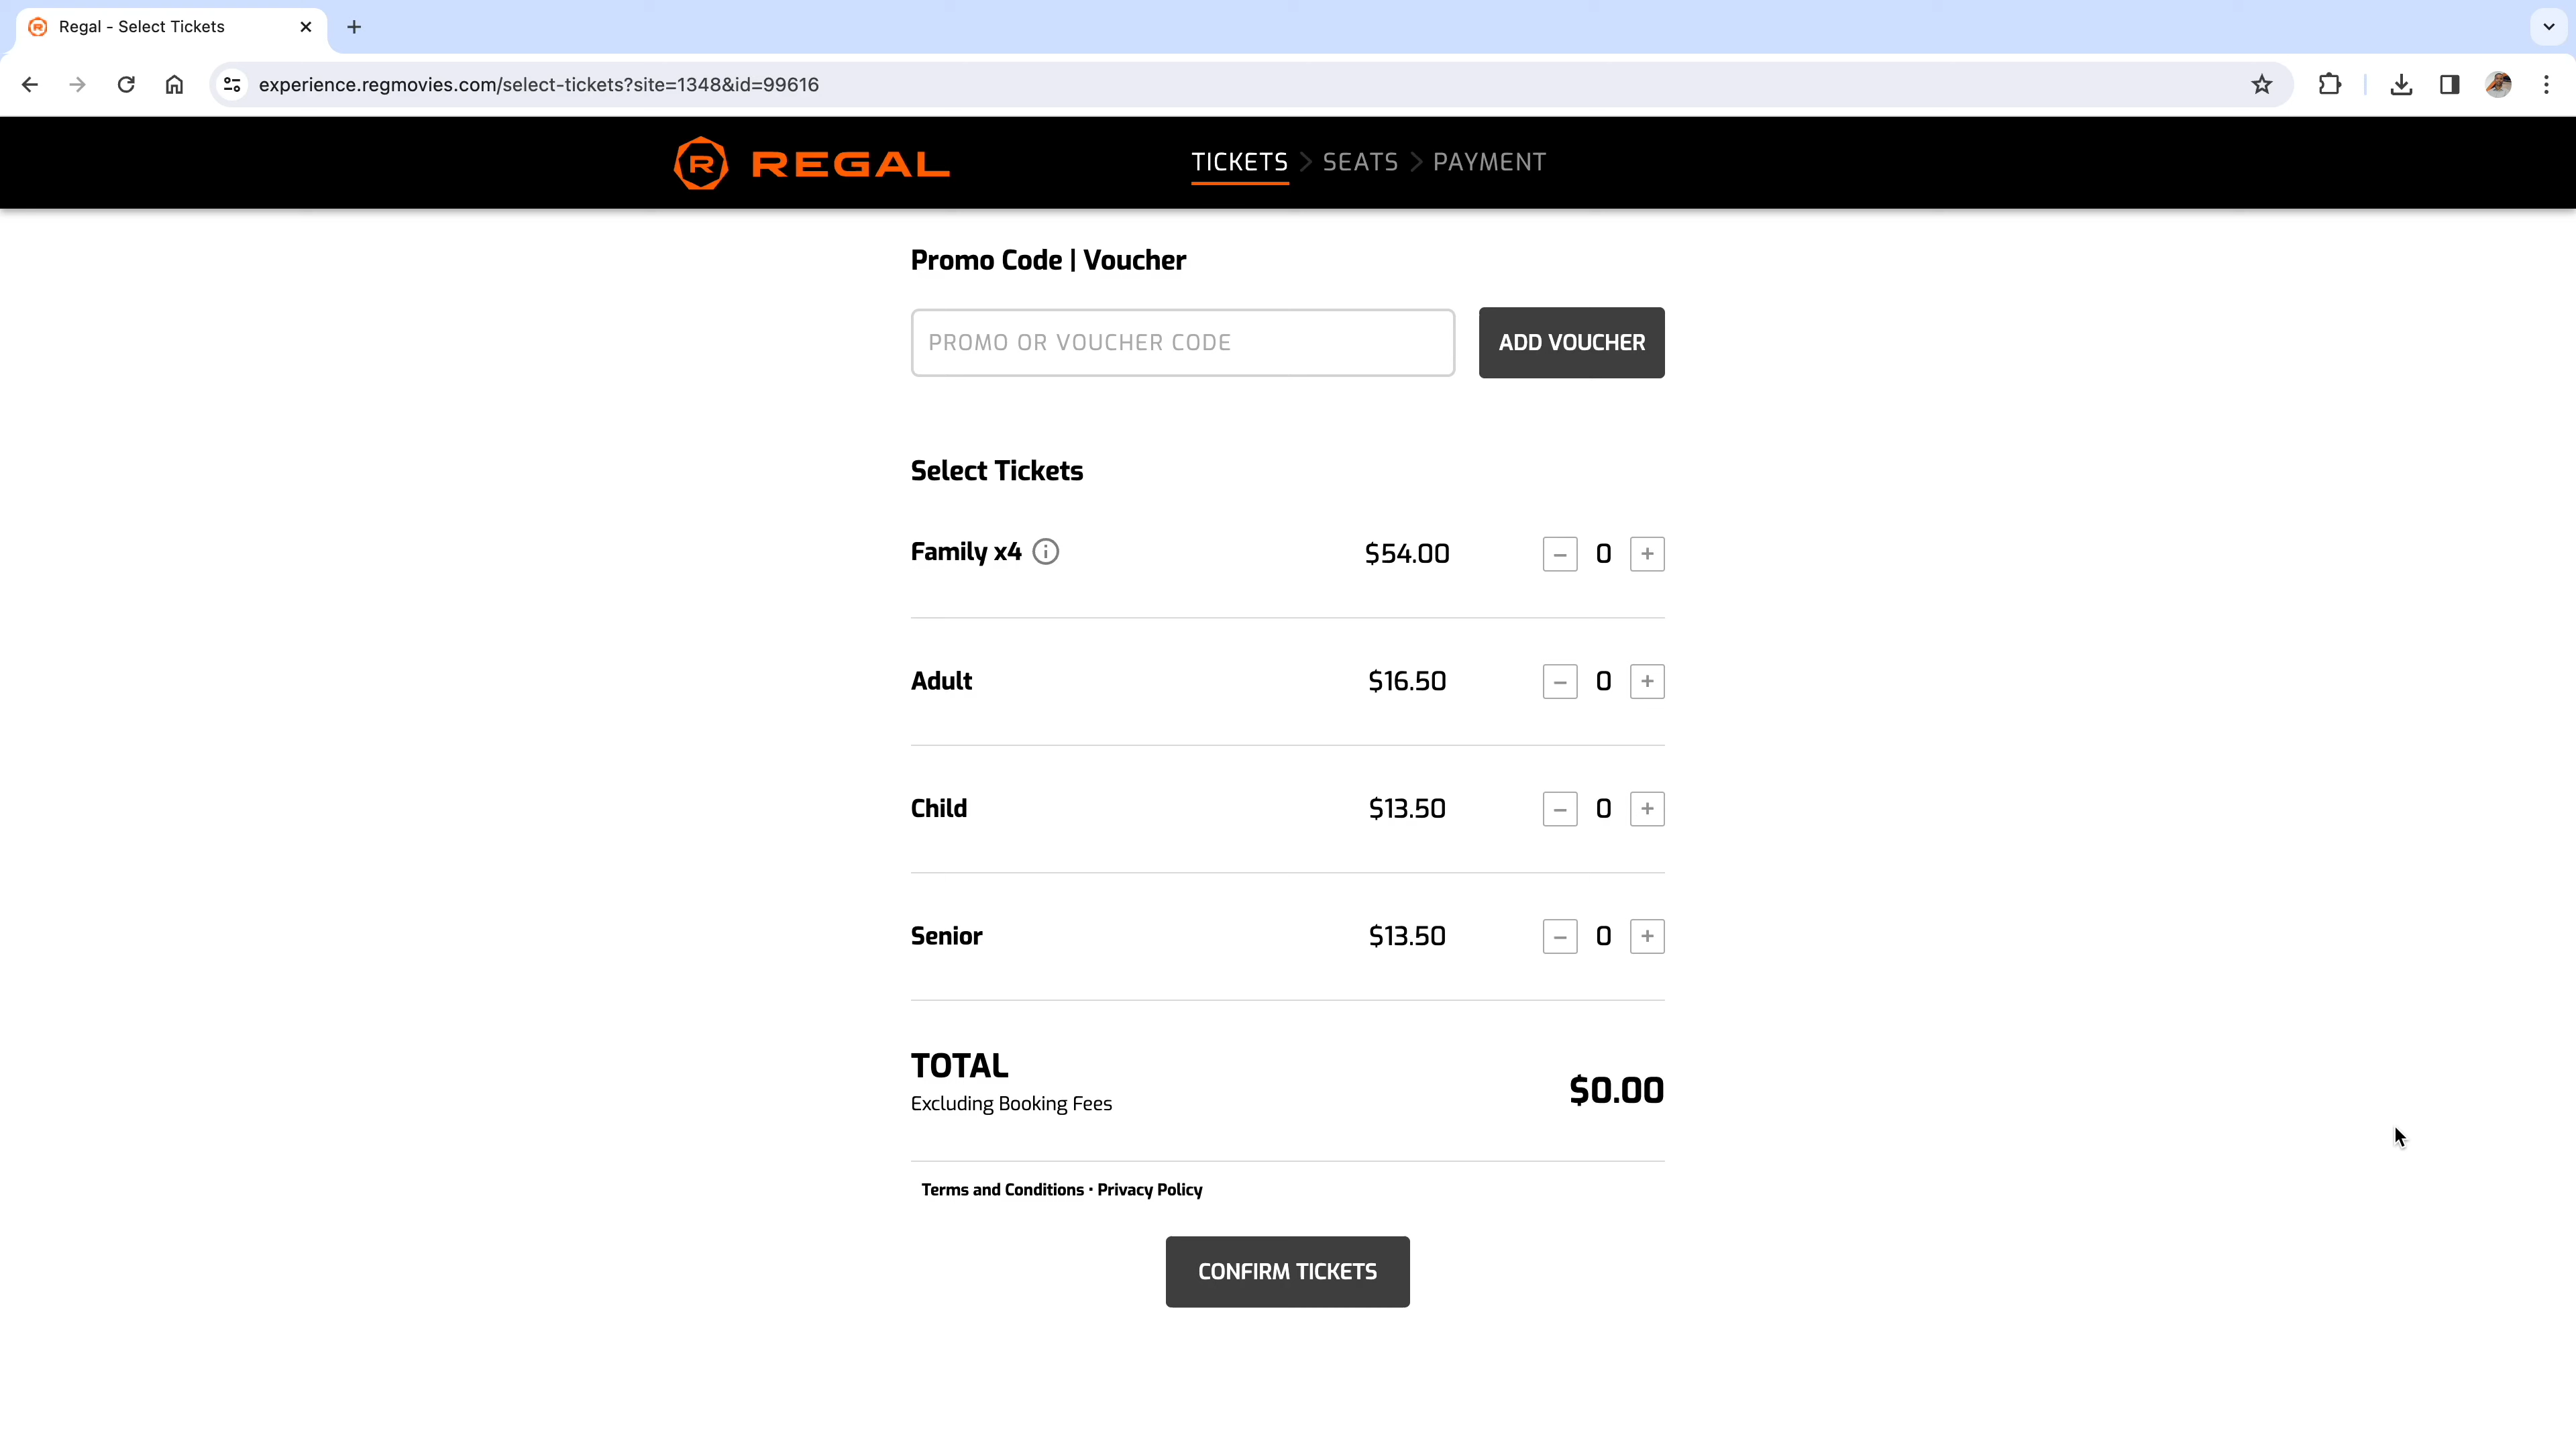 Regal - Select Tickets
experience.regmovies.com/select-tickets?site=1348&id=99616
R REGAL
TICKETS > SEATS > PAYMENT
Promo Code | Voucher
PROMO OR VOUCHER CODE
ADD VOUCHER
Select Tickets
Family x4 $54.00 – 0 +
Adult $16.50 – 0 +
Child $13.50 – 0 +
Senior $13.50 – 0 +
TOTAL
$0.00
Excluding Booking Fees
Terms and Conditions · Privacy Policy
CONFIRM TICKETS